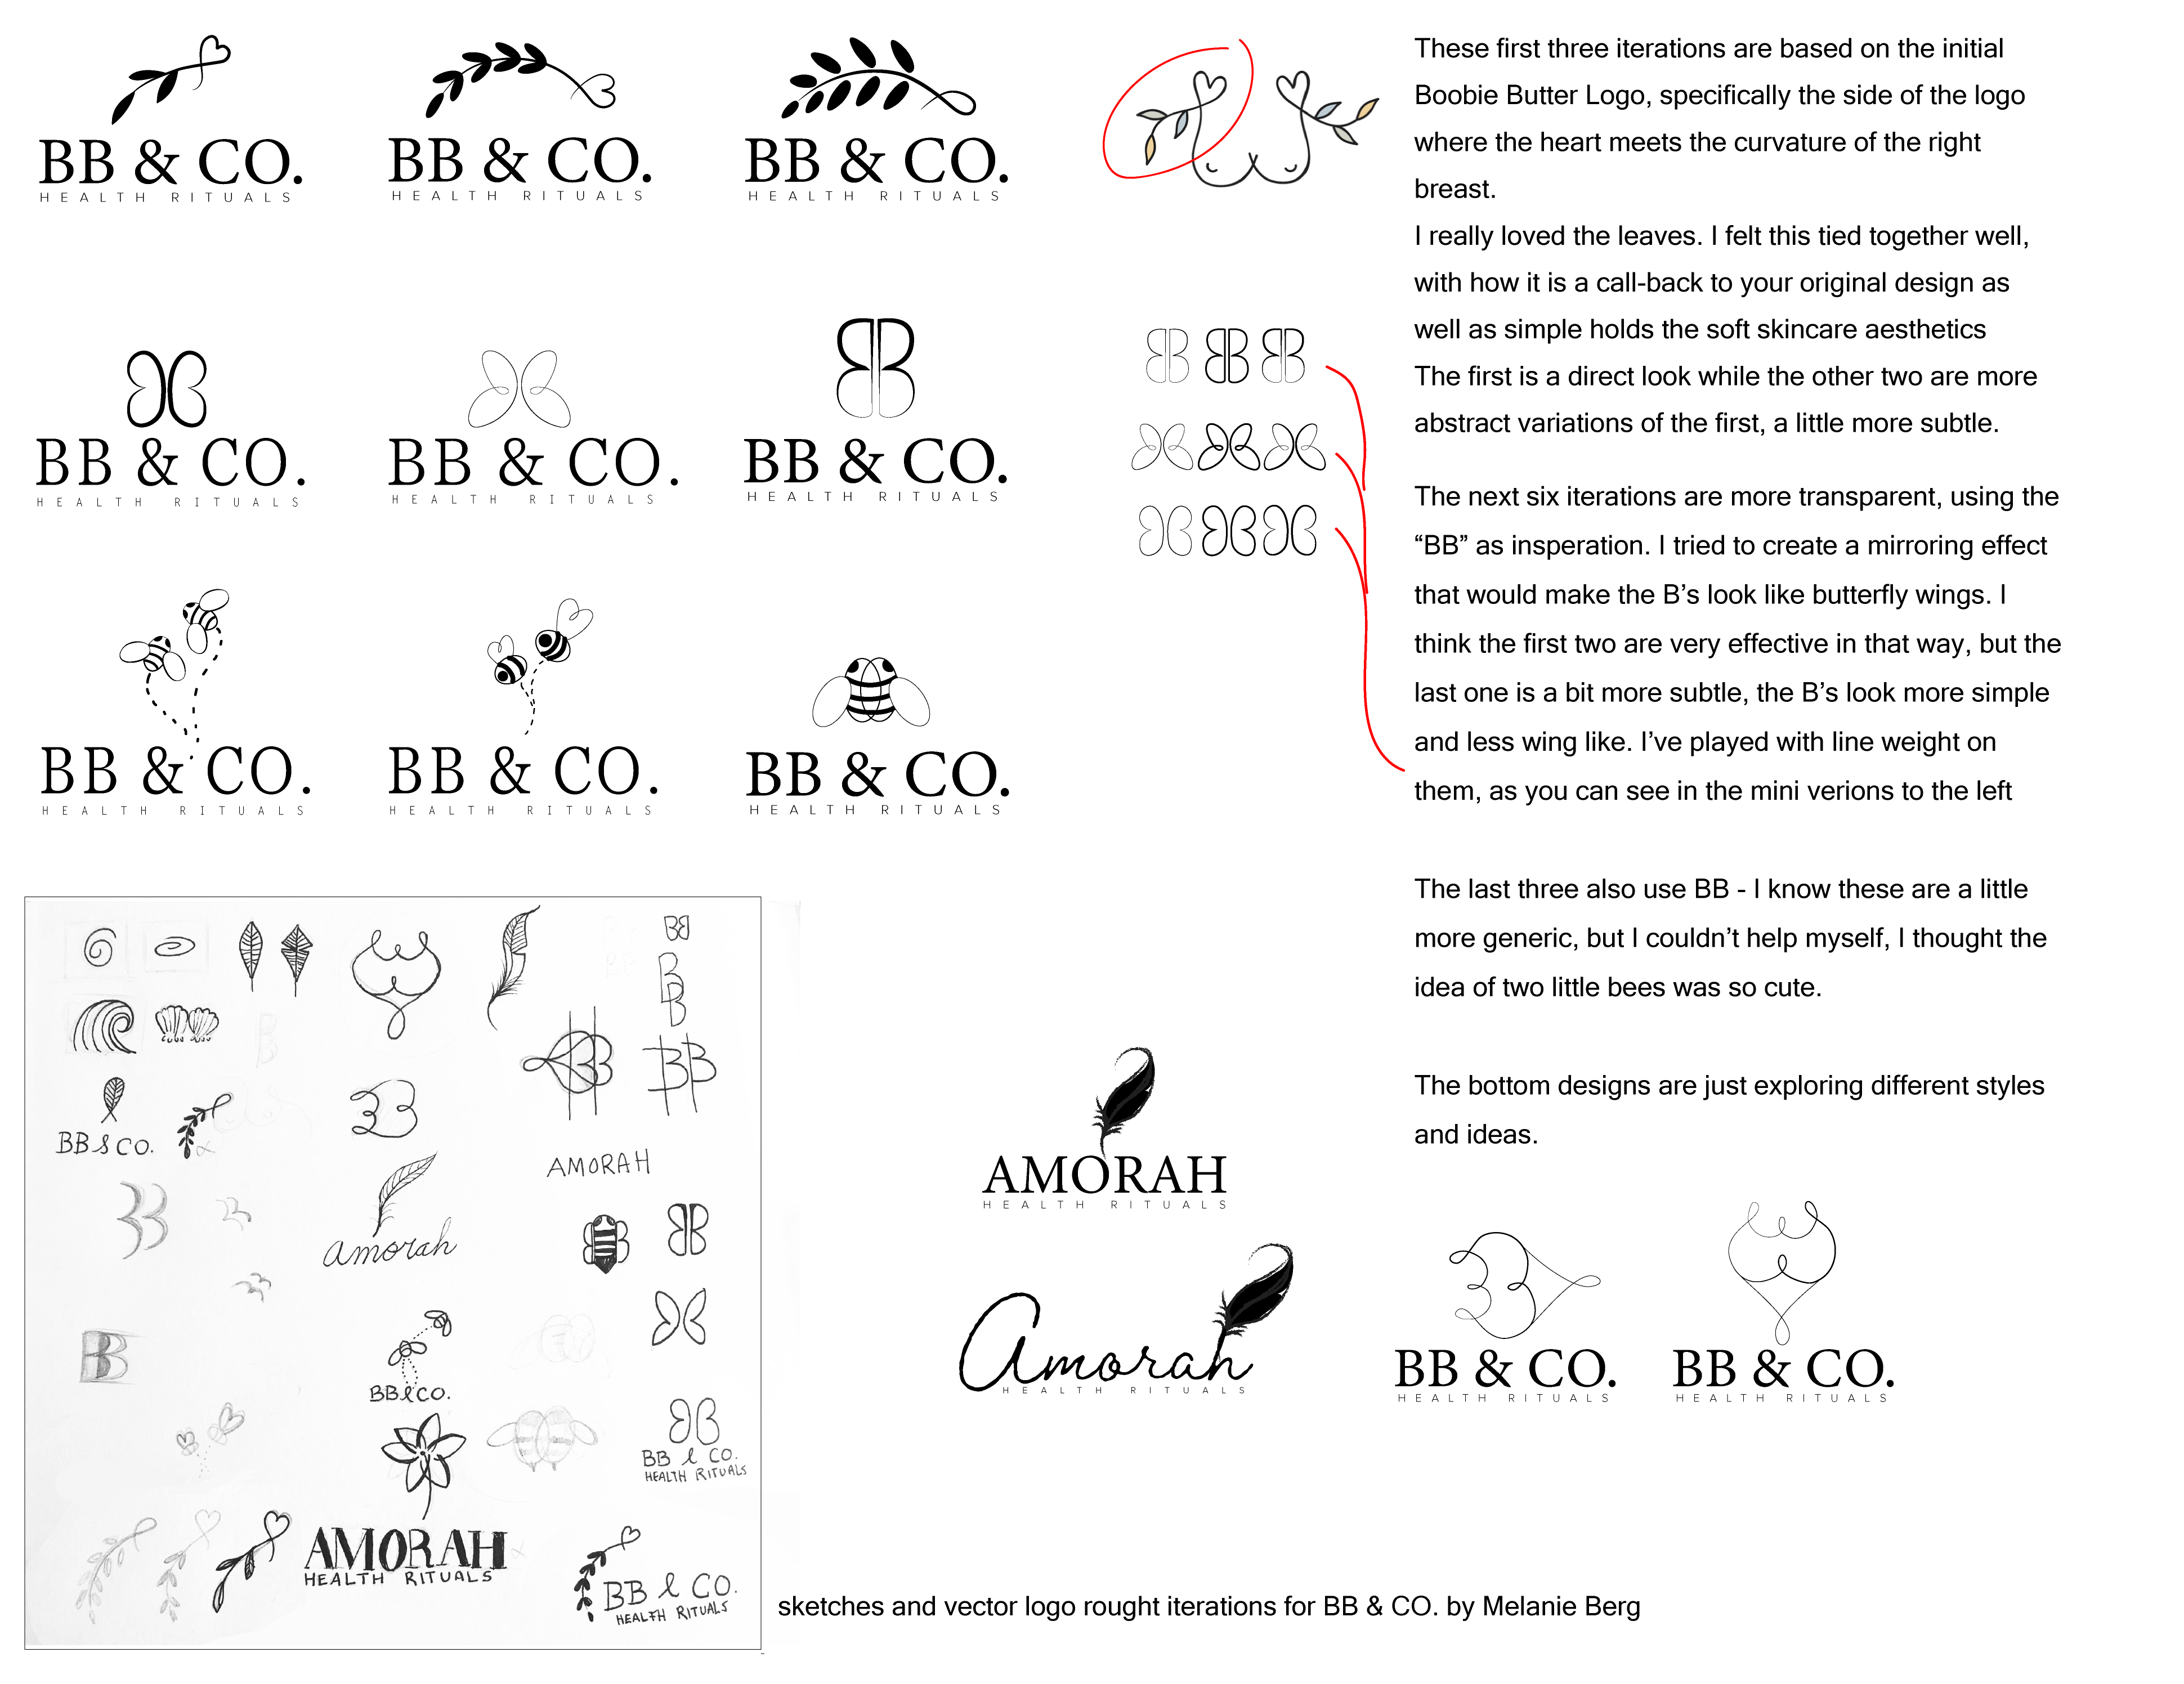 BB & CO.
HEALTH RITUALS
BB & CO.
HEALTH RITUALS
BB & CO.
HEALTH RITUALS
These first three iterations are based on the initial
Boobie Butter Logo, specifically the side of the logo
where the heart meets the curvature of the right
breast.
I really loved the leaves. I felt this tied together well,
with how it is a call-back to your original design as
well as simple holds the soft skincare aesthetics
The first is a direct look while the other two are more
abstract variations of the first, a little more subtle.
BB & CO.
HEALTH RITUALS
BB & CO.
HEALTH RITUALS
BB & CO.
HEALTH RITUALS
The next six iterations are more transparent, using the
“BB” as insperation. I tried to create a mirroring effect
that would make the B’s look like butterfly wings. I
think the first two are very effective in that way, but the
last one is a bit more subtle, the B’s look more simple
and less wing like. I’ve played with line weight on
them, as you can see in the mini verions to the left
BB & CO.
HEALTH RITUALS
BB & CO.
HEALTH RITUALS
BB & CO.
HEALTH RITUALS
The last three also use BB - I know these are a little
more generic, but I couldn’t help myself, I thought the
idea of two little bees was so cute.
The bottom designs are just exploring different styles
and ideas.
BB & CO.
AMORAH
amorah
BB & CO.
BB & CO.
HEALTH RITUALS
AMORAH
HEALTH RITUALS
BB & CO.
HEALTH RITUALS
AMORAH
HEALTH RITUALS
Amorah
HEALTH RITUALS
BB & CO.
HEALTH RITUALS
BB & CO.
HEALTH RITUALS
sketches and vector logo rought iterations for BB & CO. by Melanie Berg